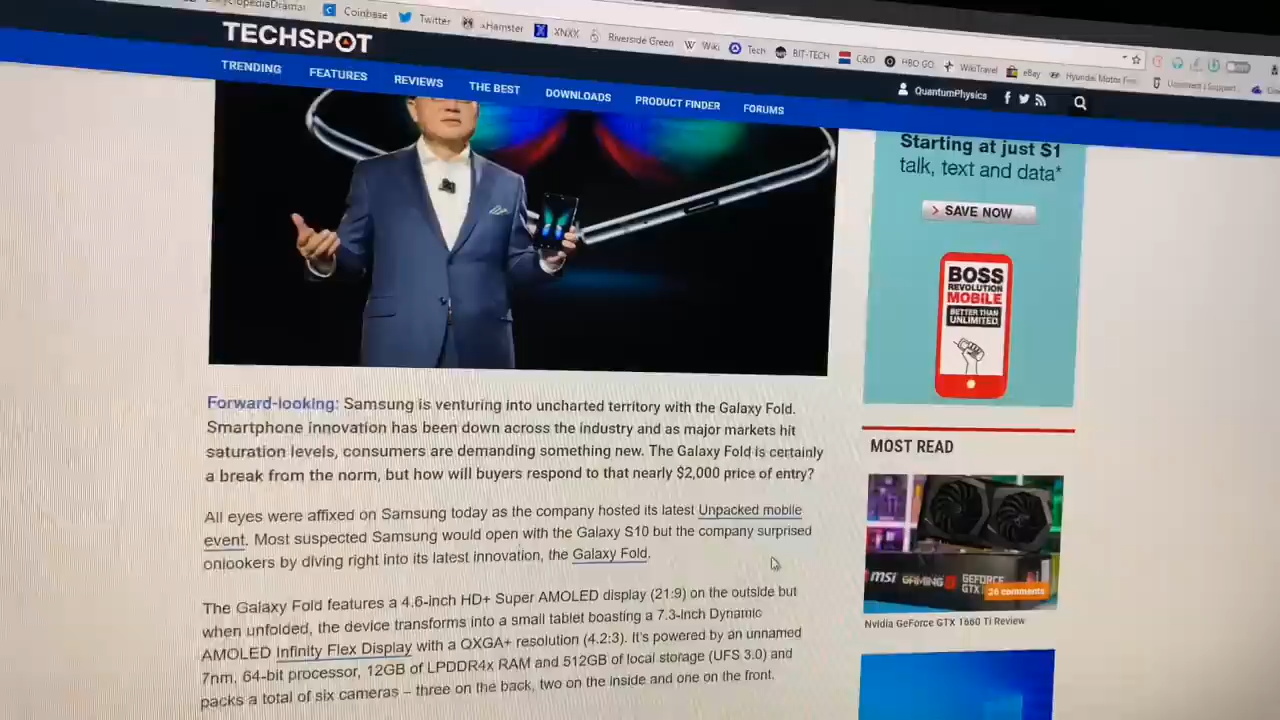 Coinbase
Twitter
xHamster
XNXX
Riverside Green
Wiki
Tech
BIT-TECH
C&D
HBO GO
WikiTravel
eBay
TECHSPOT
TRENDING
FEATURES
REVIEWS
THE BEST
DOWNLOADS
PRODUCT FINDER
FORUMS
QuantumPhysics
Starting at just $1
talk, text and data*
> SAVE NOW
BOSS
REVOLUTION
MOBILE
BETTER THAN
UNLIMITED
Forward-looking: Samsung is venturing into uncharted territory with the Galaxy Fold.
Smartphone innovation has been down across the industry and as major markets hit
saturation levels, consumers are demanding something new. The Galaxy Fold is certainly
a break from the norm, but how will buyers respond to that nearly $2,000 price of entry?
All eyes were affixed on Samsung today as the company hosted its latest Unpacked mobile
event. Most suspected Samsung would open with the Galaxy S10 but the company surprised
onlookers by diving right into its latest innovation, the Galaxy Fold.
The Galaxy Fold features a 4.6-inch HD+ Super AMOLED display (21:9) on the outside but
when unfolded, the device transforms into a small tablet boasting a 7.3-inch Dynamic
AMOLED Infinity Flex Display with a QXGA+ resolution (4.2:3). It's powered by an unnamed
7nm, 64-bit processor, 12GB of LPDDR4x RAM and 512GB of local storage (UFS 3.0) and
packs a total of six cameras – three on the back, two on the inside and one on the front.
MOST READ
msi GAMING GEFORCE
GTX
26 comments
Nvidia GeForce GTX 1660 Ti Review